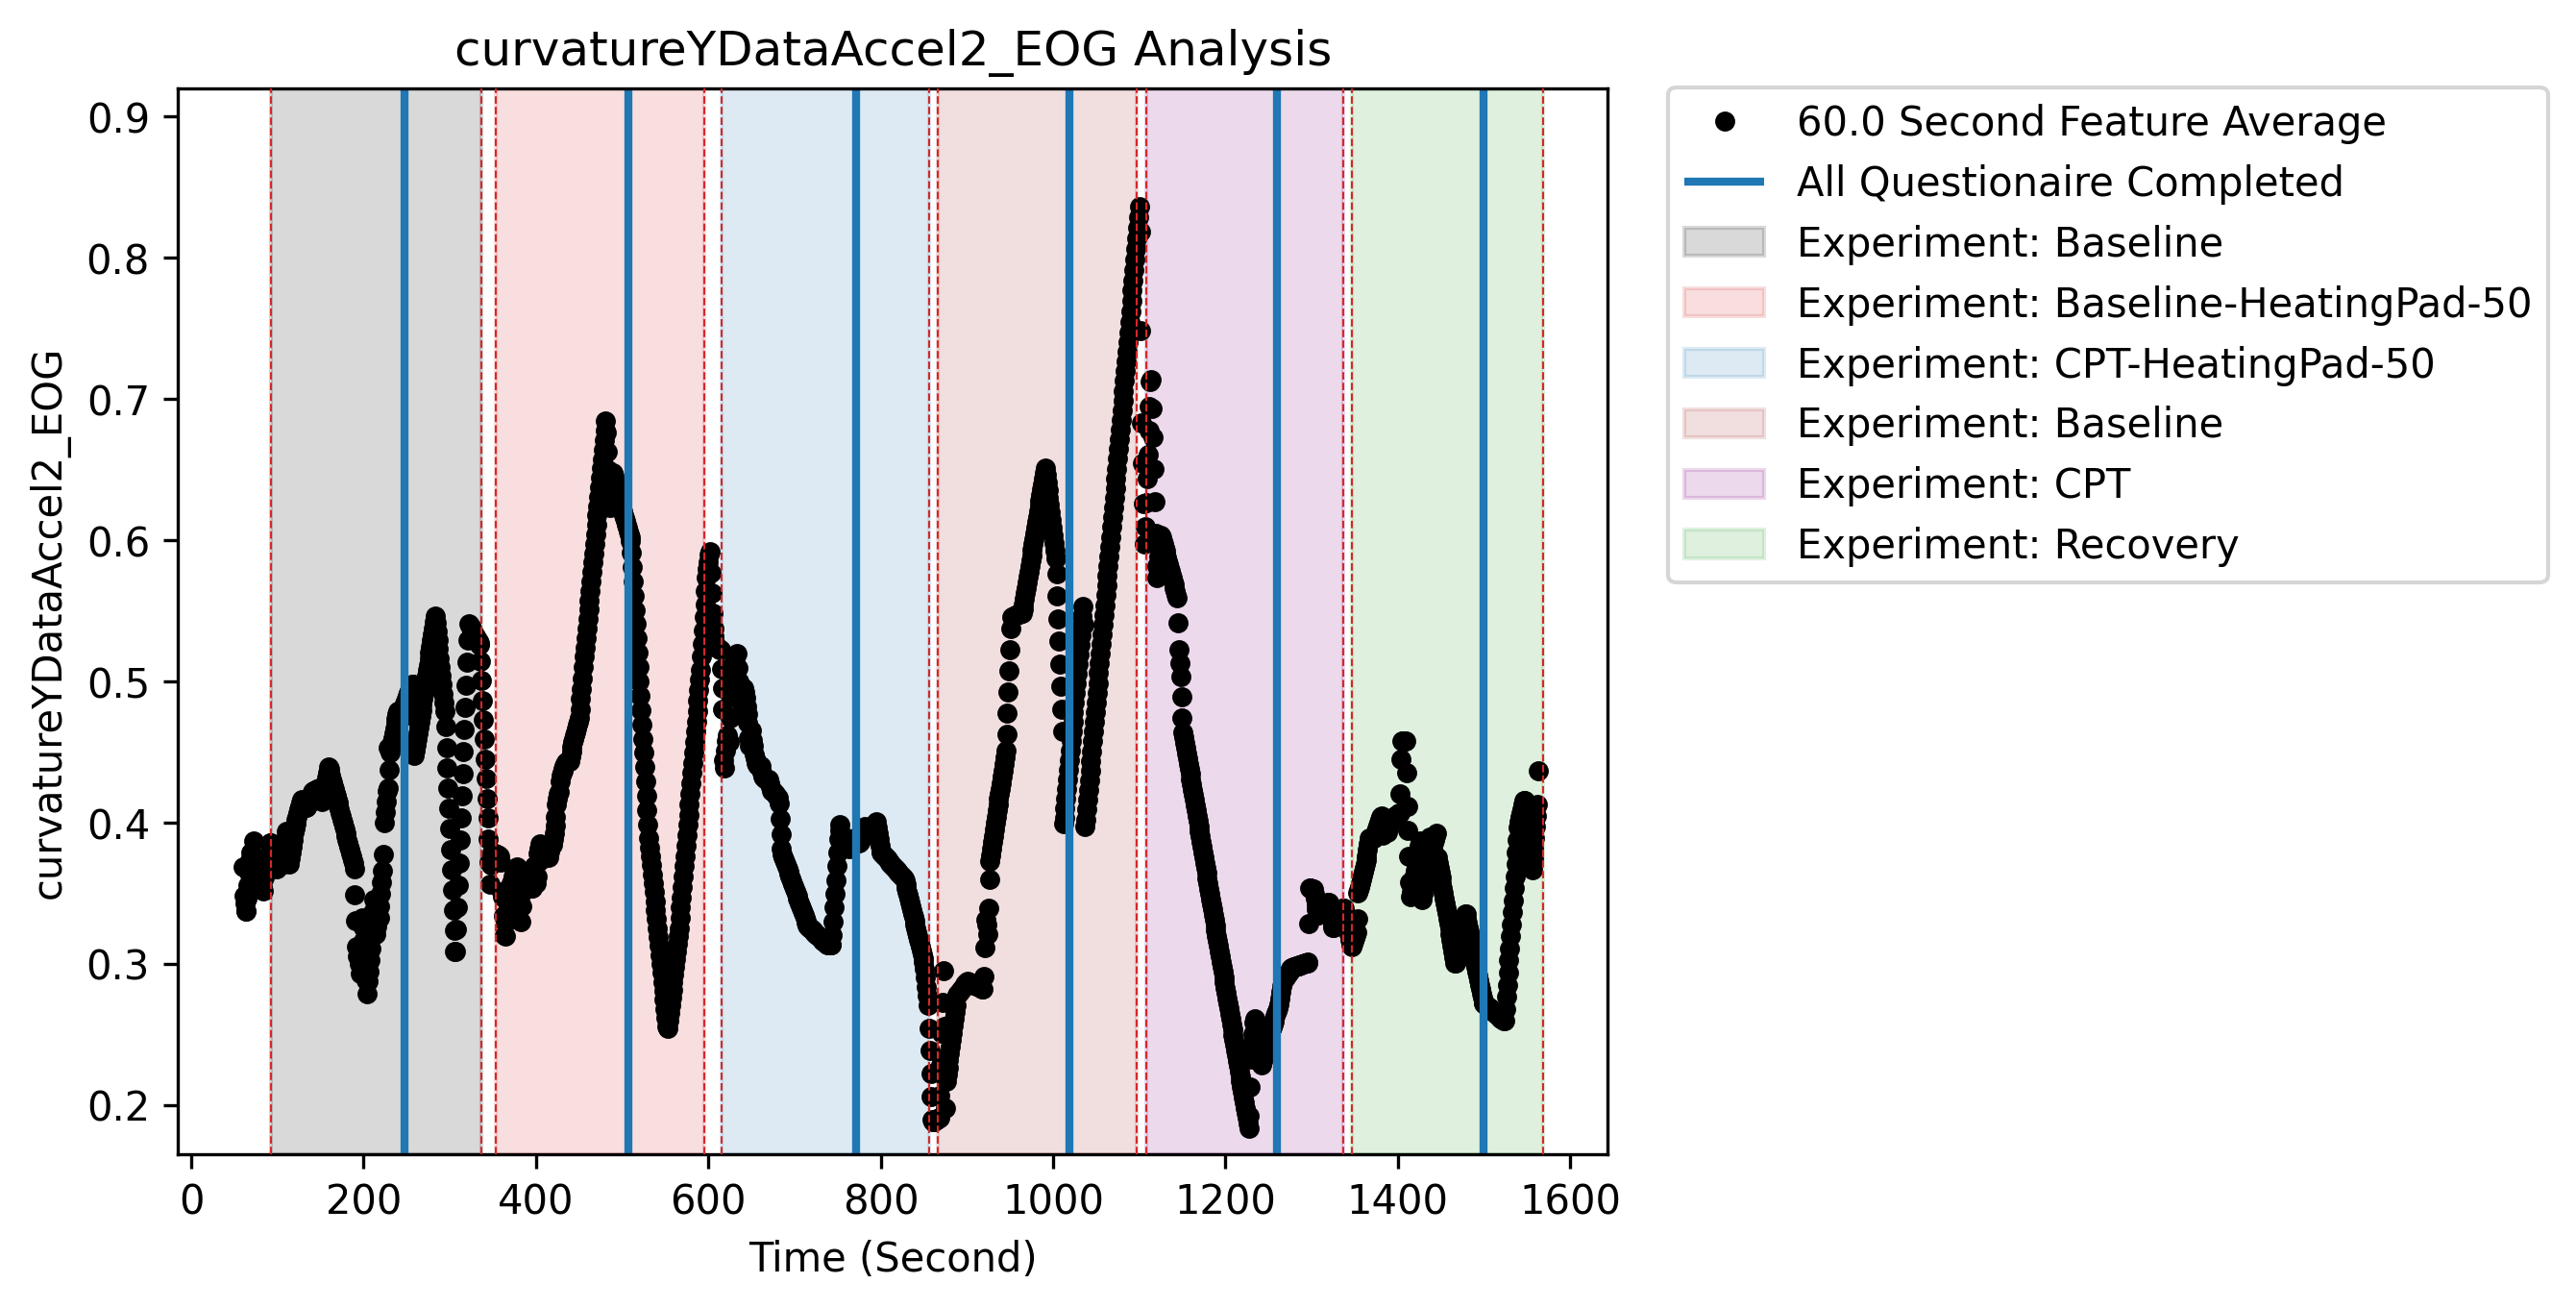 curvatureYDataAccel2_EOG Analysis
curvatureYDataAccel2_EOG
0.9
0.8
0.7
0.6
0.5
0.4
0.3
0.2
0
200
400
600
800
1000
1200
1400
1600
Time (Second)
60.0 Second Feature Average
All Questionaire Completed
Experiment: Baseline
Experiment: Baseline-HeatingPad-50
Experiment: CPT-HeatingPad-50
Experiment: Baseline
Experiment: CPT
Experiment: Recovery